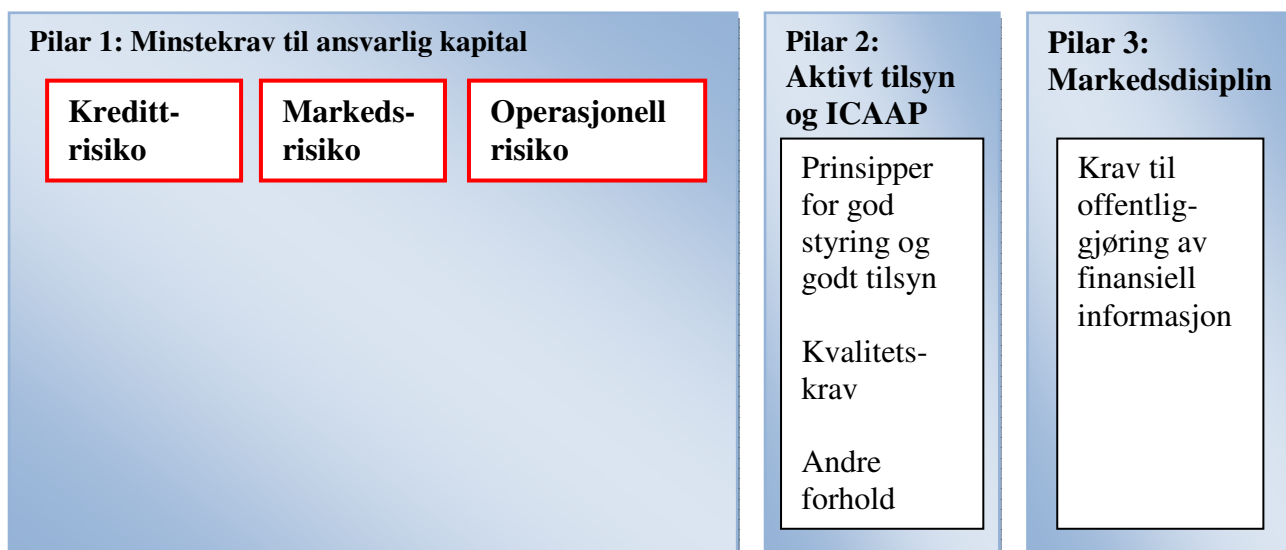 Pilar 1: Minstekrav til ansvarlig kapital
Kreditt-
risiko
Markeds-
risiko
Operasjonell
risiko
Pilar 2:
Aktivt tilsyn
og ICAAP
Prinsipper
for god
styring og
godt tilsyn
Kvalitets-
krav
Andre
forhold
Pilar 3:
Markedsdisiplin
Krav til
offentlig-
gjøring av
finansiell
informasjon